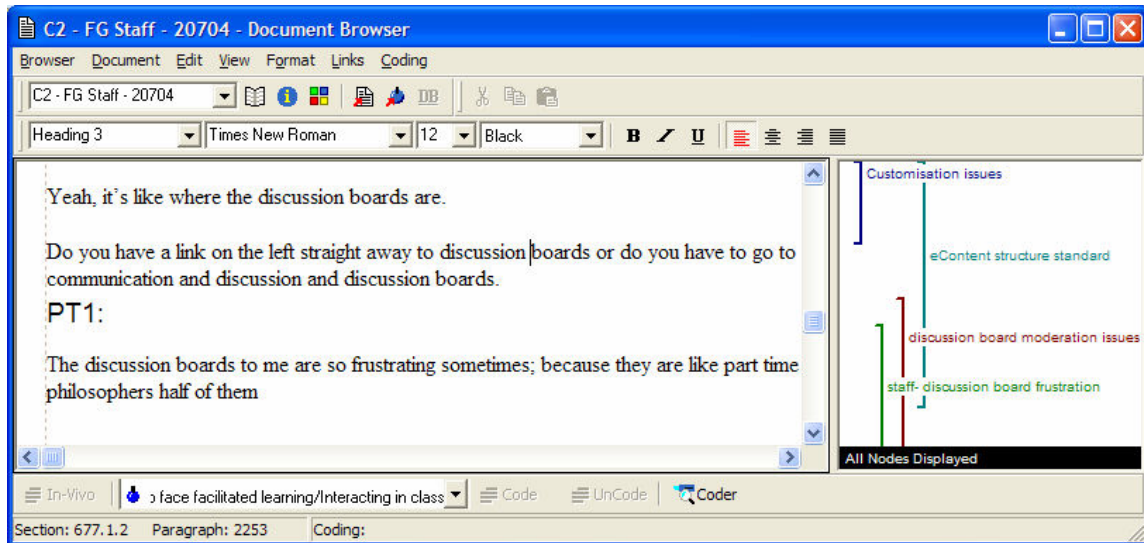 C2 - FG Staff - 20704 - Document Browser
Browser Document Edit View Format Links Coding
C2 - FG Staff - 20704 DB
Heading 3 Times New Roman 12 Black B I U
Yeah, it's like where the discussion boards are.
Do you have a link on the left straight away to discussion boards or do you have to go to
communication and discussion and discussion boards.
PT1:
The discussion boards to me are so frustrating sometimes; because they are like part time
philosophers half of them
Customisation issues
eContent structure standard
discussion board moderation issues
staff- discussion board frustration
All Nodes Displayed
In-Vivo face facilitated learning/Interacting in class Code UnCode Coder
Section: 677.1.2 Paragraph: 2253 Coding: